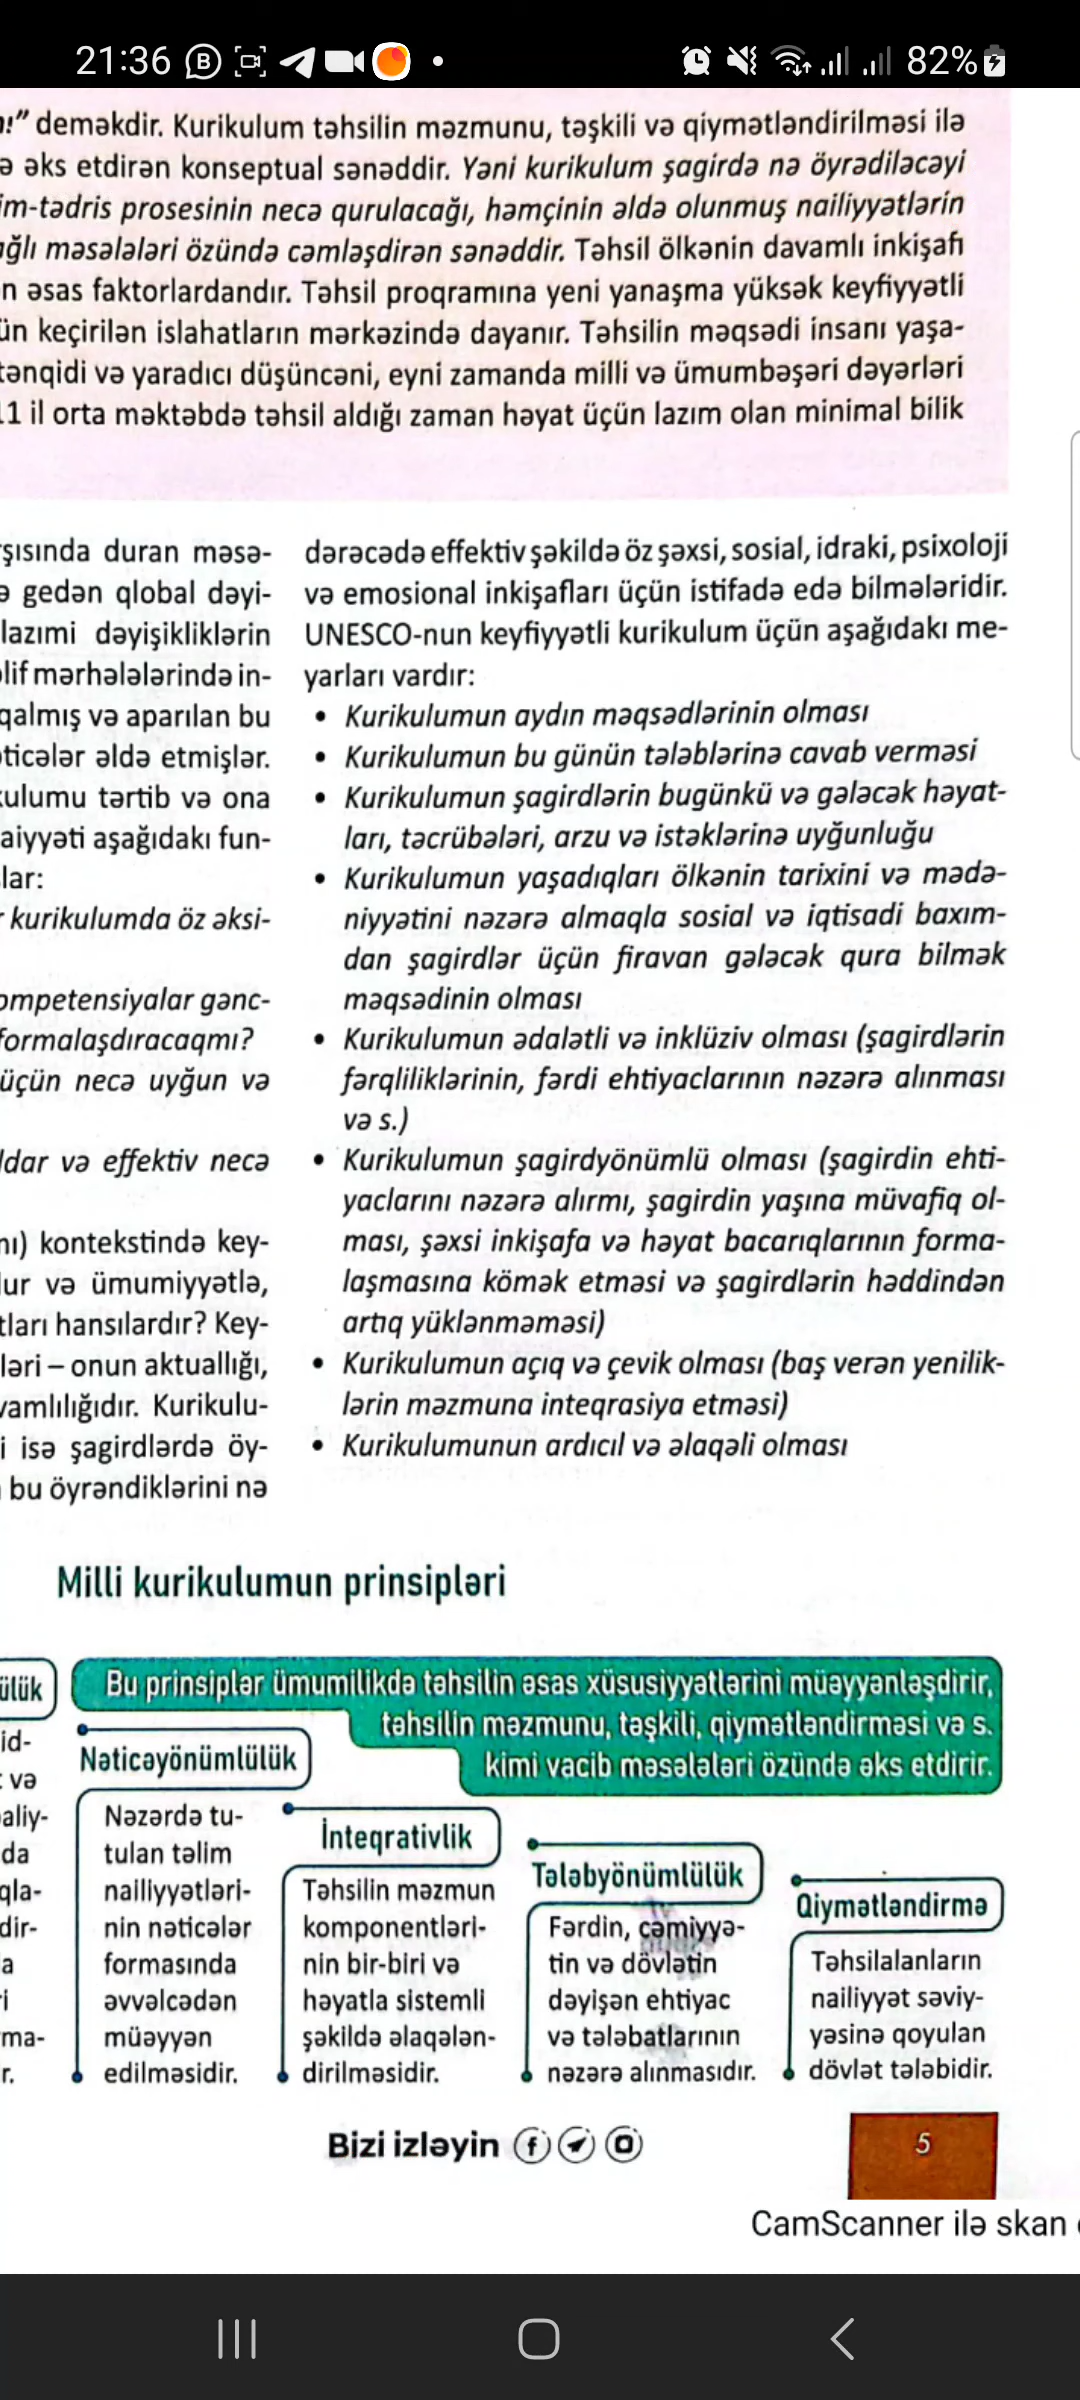 21:36
82%
n!” deməkdir. Kurikulum təhsilin məzmunu, təşkili və qiymətləndirilməsi ilə
ə əks etdirən konseptual sənəddir. Yəni kurikulum şagirdə nə öyrədiləcəyi
im-tədris prosesinin necə qurulacağı, həmçinin əldə olunmuş nailiyyətlərin
ağlı məsələləri özündə cəmləşdirən sənəddir. Təhsil ölkənin davamlı inkişafı
n əsas faktorlardandır. Təhsil proqramına yeni yanaşma yüksək keyfiyyətli
ün keçirilən islahatların mərkəzində dayanır. Təhsilin məqsədi insanı yaşa-
tənqidi və yaradıcı düşüncəni, eyni zamanda milli və ümumbəşəri dəyərləri
11 il orta məktəbdə təhsil aldığı zaman həyat üçün lazım olan minimal bilik
rşısında duran məsə-
ə gedən qlobal dəyi-
lazımi dəyişikliklərin
lif mərhələlərində in-
qalmış və aparılan bu
əticələr əldə etmişlər.
kulumu tərtib və ona
aiyyəti aşağıdakı fun-
lar:
r kurikulumda öz əksi-
ompetensiyalar gənc-
formalaşdıracaqmı?
üçün necə uyğun və
ldar və effektiv necə
mı) kontekstində key-
lur və ümumiyyətlə,
tları hansılardır? Key-
ləri – onun aktuallığı,
vamlılığıdır. Kurikulu-
i isə şagirdlərdə öy-
bu öyrəndiklərini nə
dərəcədə effektiv şəkildə öz şəxsi, sosial, idraki, psixoloji
və emosional inkişafları üçün istifadə edə bilmələridir.
UNESCO-nun keyfiyyətli kurikulum üçün aşağıdakı me-
yarları vardır:
• Kurikulumun aydın məqsədlərinin olması
• Kurikulumun bu günün tələblərinə cavab verməsi
• Kurikulumun şagirdlərin bugünkü və gələcək həyat-
ları, təcrübələri, arzu və istəklərinə uyğunluğu
• Kurikulumun yaşadıqları ölkənin tarixini və mədə-
niyyətini nəzərə almaqla sosial və iqtisadi baxım-
dan şagirdlər üçün firavan gələcək qura bilmək
məqsədinin olması
• Kurikulumun ədalətli və inklüziv olması (şagirdlərin
fərqliliklərinin, fərdi ehtiyaclarının nəzərə alınması
və s.)
• Kurikulumun şagirdyönümlü olması (şagirdin ehti-
yaclarını nəzərə alırmı, şagirdin yaşına müvafiq ol-
ması, şəxsi inkişafa və həyat bacarıqlarının forma-
laşmasına kömək etməsi və şagirdlərin həddindən
artıq yüklənməməsi)
• Kurikulumun açıq və çevik olması (baş verən yenilik-
lərin məzmuna inteqrasiya etməsi)
• Kurikulumunun ardıcıl və əlaqəli olması
Milli kurikulumun prinsipləri
Bu prinsiplər ümumilikdə təhsilin əsas xüsusiyyətlərini müəyyənləşdirir,
təhsilin məzmunu, təşkili, qiymətləndirməsi və s.
kimi vacib məsələləri özündə əks etdirir.
ülük
id-
və
aliy-
da
qla-
dir-
a
i
ma-
r.
Nəticəyönümlülük
Nəzərdə tu-
tulan təlim
nailiyyətləri-
nin nəticələr
formasında
əvvəlcədən
müəyyən
edilməsidir.
İnteqrativlik
Təhsilin məzmun
komponentləri-
nin bir-biri və
həyatla sistemli
şəkildə əlaqələn-
dirilməsidir.
Tələbyönümlülük
Fərdin, cəmiyyə-
tin və dövlətin
dəyişən ehtiyac
və tələbatlarının
nəzərə alınmasıdır.
Qiymətləndirmə
Təhsilalanların
nailiyyət səviy-
yəsinə qoyulan
dövlət tələbidir.
Bizi izləyin
5
CamScanner ilə skan